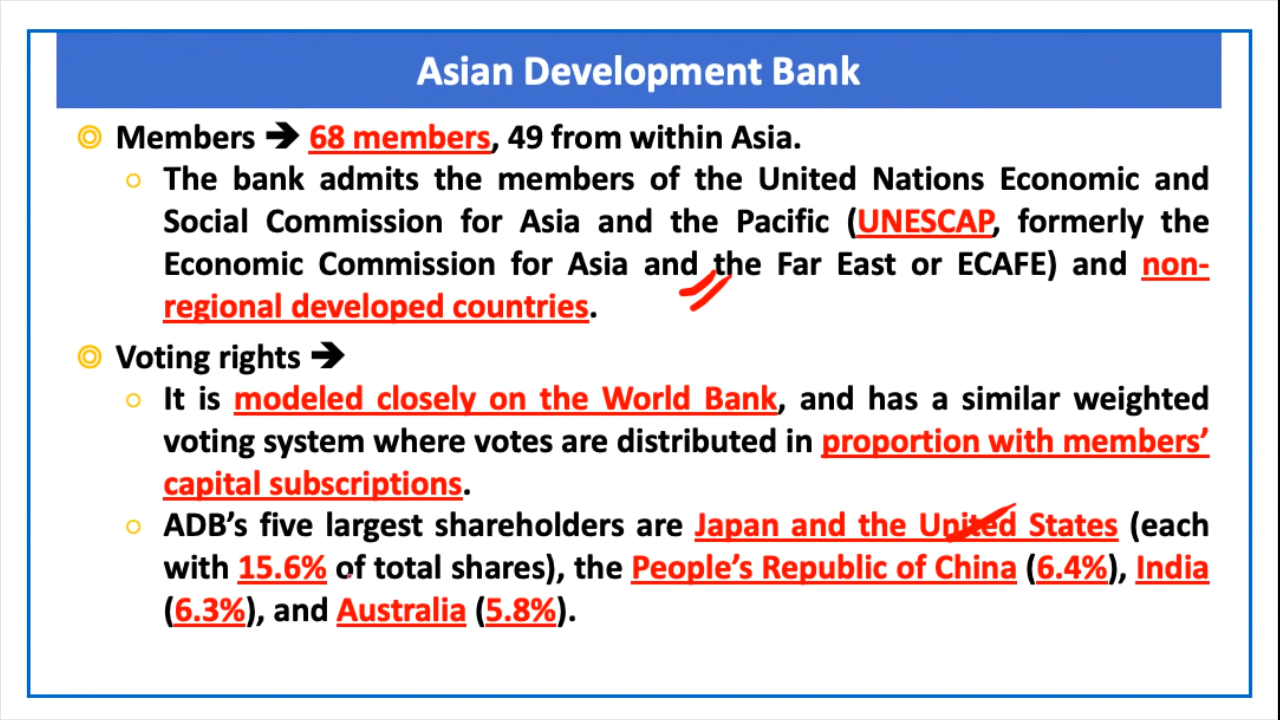 Asian Development Bank
Members ➔ 68 members, 49 from within Asia.
The bank admits the members of the United Nations Economic and
Social Commission for Asia and the Pacific (UNESCAP, formerly the
Economic Commission for Asia and the Far East or ECAFE) and non-
regional developed countries.
Voting rights ➔
It is modeled closely on the World Bank, and has a similar weighted
voting system where votes are distributed in proportion with members’
capital subscriptions.
ADB’s five largest shareholders are Japan and the United States (each
with 15.6% of total shares), the People’s Republic of China (6.4%), India
(6.3%), and Australia (5.8%).